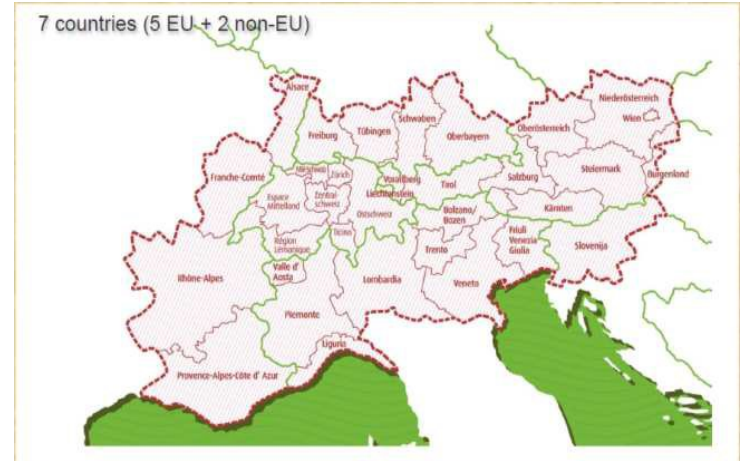 7 countries (5 EU + 2 non-EU)
Alsace
Freiburg
Tübingen
Schwaben
Oberbayern
Oberösterreich
Niederösterreich
Wien
Franche-Comté
Zürich
Vorarlberg
Liechtenstein
Tirol
Salzburg
Steiermark
Burgenland
Espace
Mittelland
Zentral-
schweiz
Ostschweiz
Bolzano/
Bozen
Kärnten
Région
Lémanique
Ticino
Trento
Friuli
Venezia
Giulia
Slovenija
Rhône-Alpes
Valle d'
Aosta
Lombardia
Veneto
Piemonte
Liguria
Provence-Alpes-Côte d' Azur